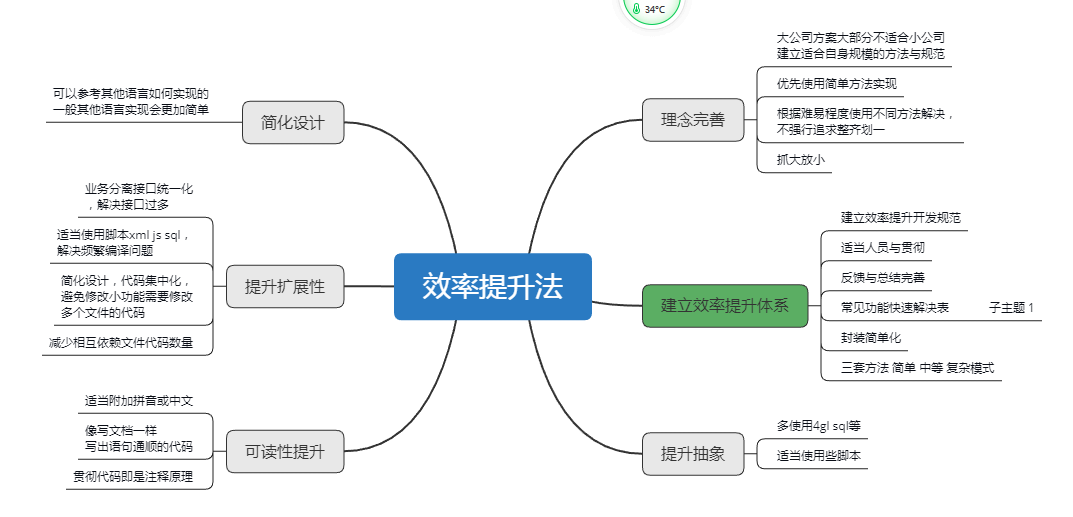 34°C
效率提升法
理念完善
大公司方案大部分不适合小公司
建立适合自身规模的方法与规范
优先使用简单方法实现
根据难易程度使用不同方法解决，
不强行追求整齐划一
抓大放小
建立效率提升体系
建立效率提升开发规范
适当人员与贯彻
反馈与总结完善
常见功能快速解决表
子主题 1
封装简单化
三套方法 简单 中等 复杂模式
提升抽象
多使用4gl sql等
适当使用些脚本
简化设计
可以参考其他语言如何实现的
一般其他语言实现会更加简单
提升扩展性
业务分离接口统一化
，解决接口过多
适当使用脚本xml js sql，
解决频繁编译问题
简化设计，代码集中化，
避免修改小功能需要修改
多个文件的代码
减少相互依赖文件代码数量
可读性提升
适当附加拼音或中文
像写文档一样
写出语句通顺的代码
贯彻代码即是注释原理